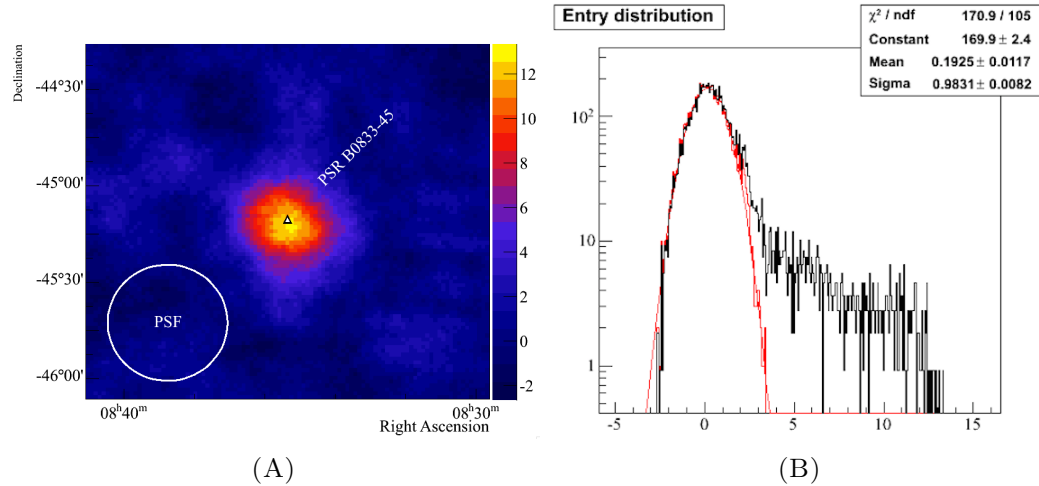 Declination
-44°30'
-45°00'
-45°30'
-46°00'
PSR B0833-45
PSF
08ʰ40ᵐ
08ʰ30ᵐ
Right Ascension
12
10
8
6
4
2
0
-2
(A)
Entry distribution
χ² / ndf 170.9 / 105
Constant 169.9 ± 2.4
Mean 0.1925 ± 0.0117
Sigma 0.9831 ± 0.0082
10²
10
1
-5 0 5 10 15
(B)